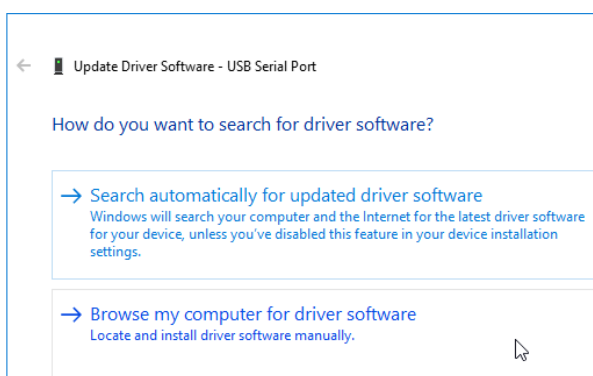 Update Driver Software - USB Serial Port
How do you want to search for driver software?
Search automatically for updated driver software
Windows will search your computer and the Internet for the latest driver software
for your device, unless you've disabled this feature in your device installation
settings.
Browse my computer for driver software
Locate and install driver software manually.